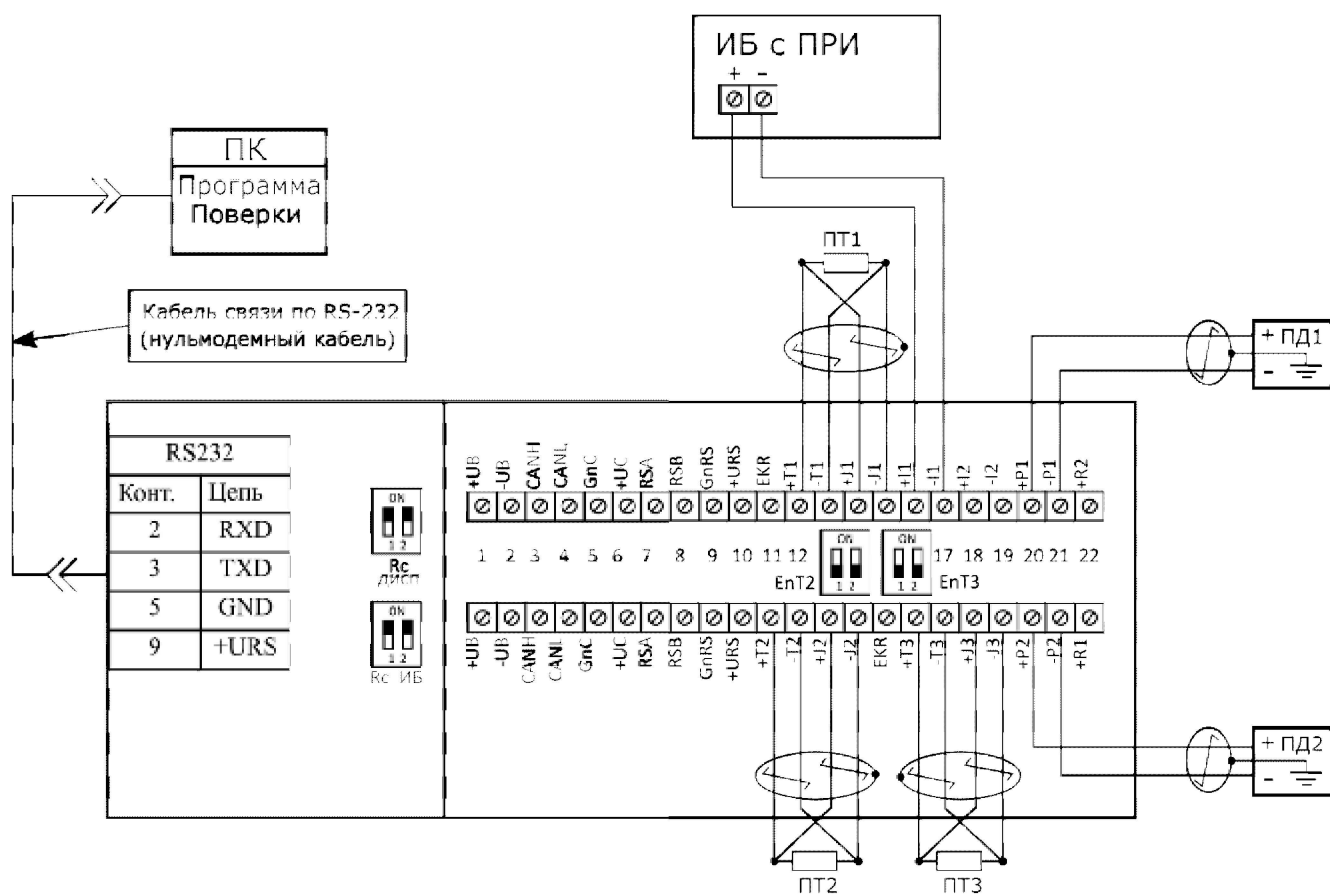 ИБ с ПРИ
+ -
ПК
Программа
Поверки
ПТ1
Кабель связи по RS-232
(нульмодемный кабель)
+ ПД1
-
RS232
Конт. Цепь
2 RXD
3 TXD
5 GND
9 +URS
ON
1 2
Rc
ДИСП
ON
1 2
Rc ИБ
+UB -UB CANH CANL GnC +UC RSA RSB GnRS +URS EKR +T1 -T1 +J1 -J1 +I1 -I1 +I2 -I2 +P1 -P1 +R2
1 2 3 4 5 6 7 8 9 10 11 12 17 18 19 20 21 22
EnT2
ON
1 2
ON
1 2
EnT3
+UB -UB CANH CANL GnC +UC RSA RSB GnRS +URS +T2 -T2 +J2 -J2 EKR +T3 -T3 +J3 -J3 +P2 -P2 +R1
+ ПД2
-
ПТ2
ПТ3